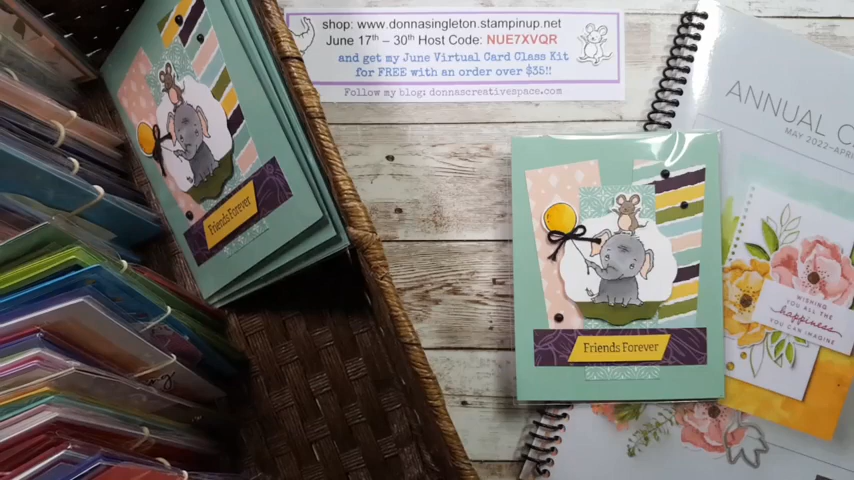 shop: www.donnasingleton.stampinup.net
June 17th – 30th Host Code: NUE7XVQR
and get my June Virtual Card Class Kit
for FREE with an order over $35!!
Follow my blog: donnascreativespace.com
ANNUAL C
MAY 2022–APRI
Friends Forever
Friends Forever
WISHING
YOU ALL THE
happiness
YOU CAN IMAGINE